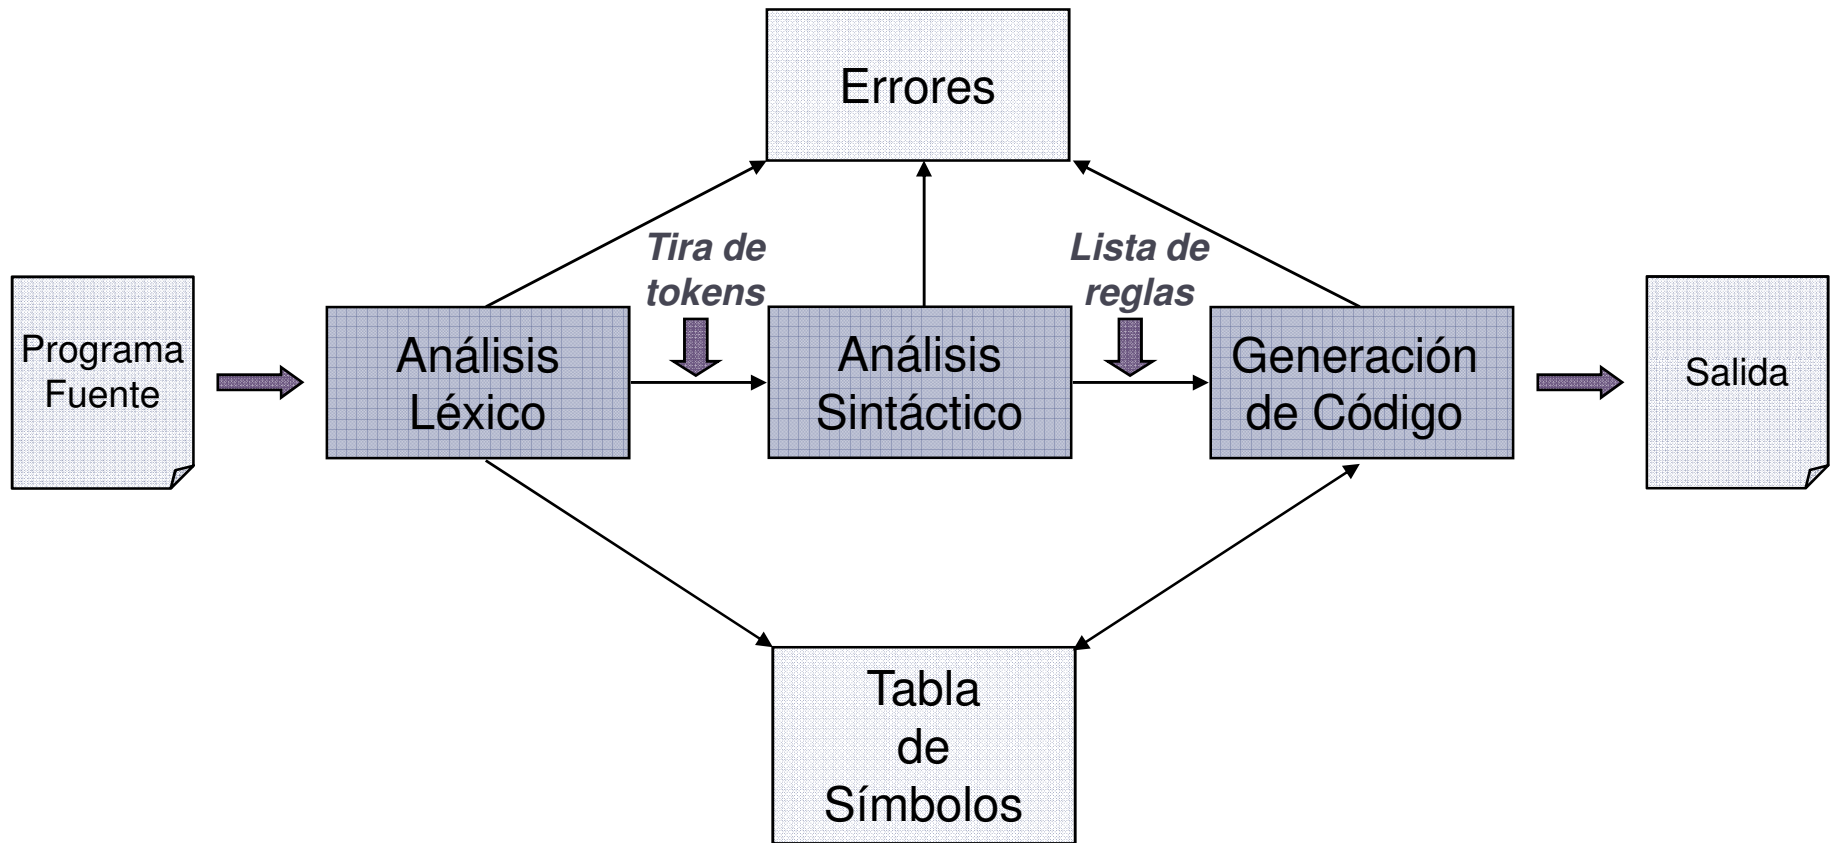 Errores
Tira de
tokens
Lista de
reglas
Programa
Fuente
Análisis
Léxico
Análisis
Sintáctico
Generación
de Código
Salida
Tabla
de
Símbolos